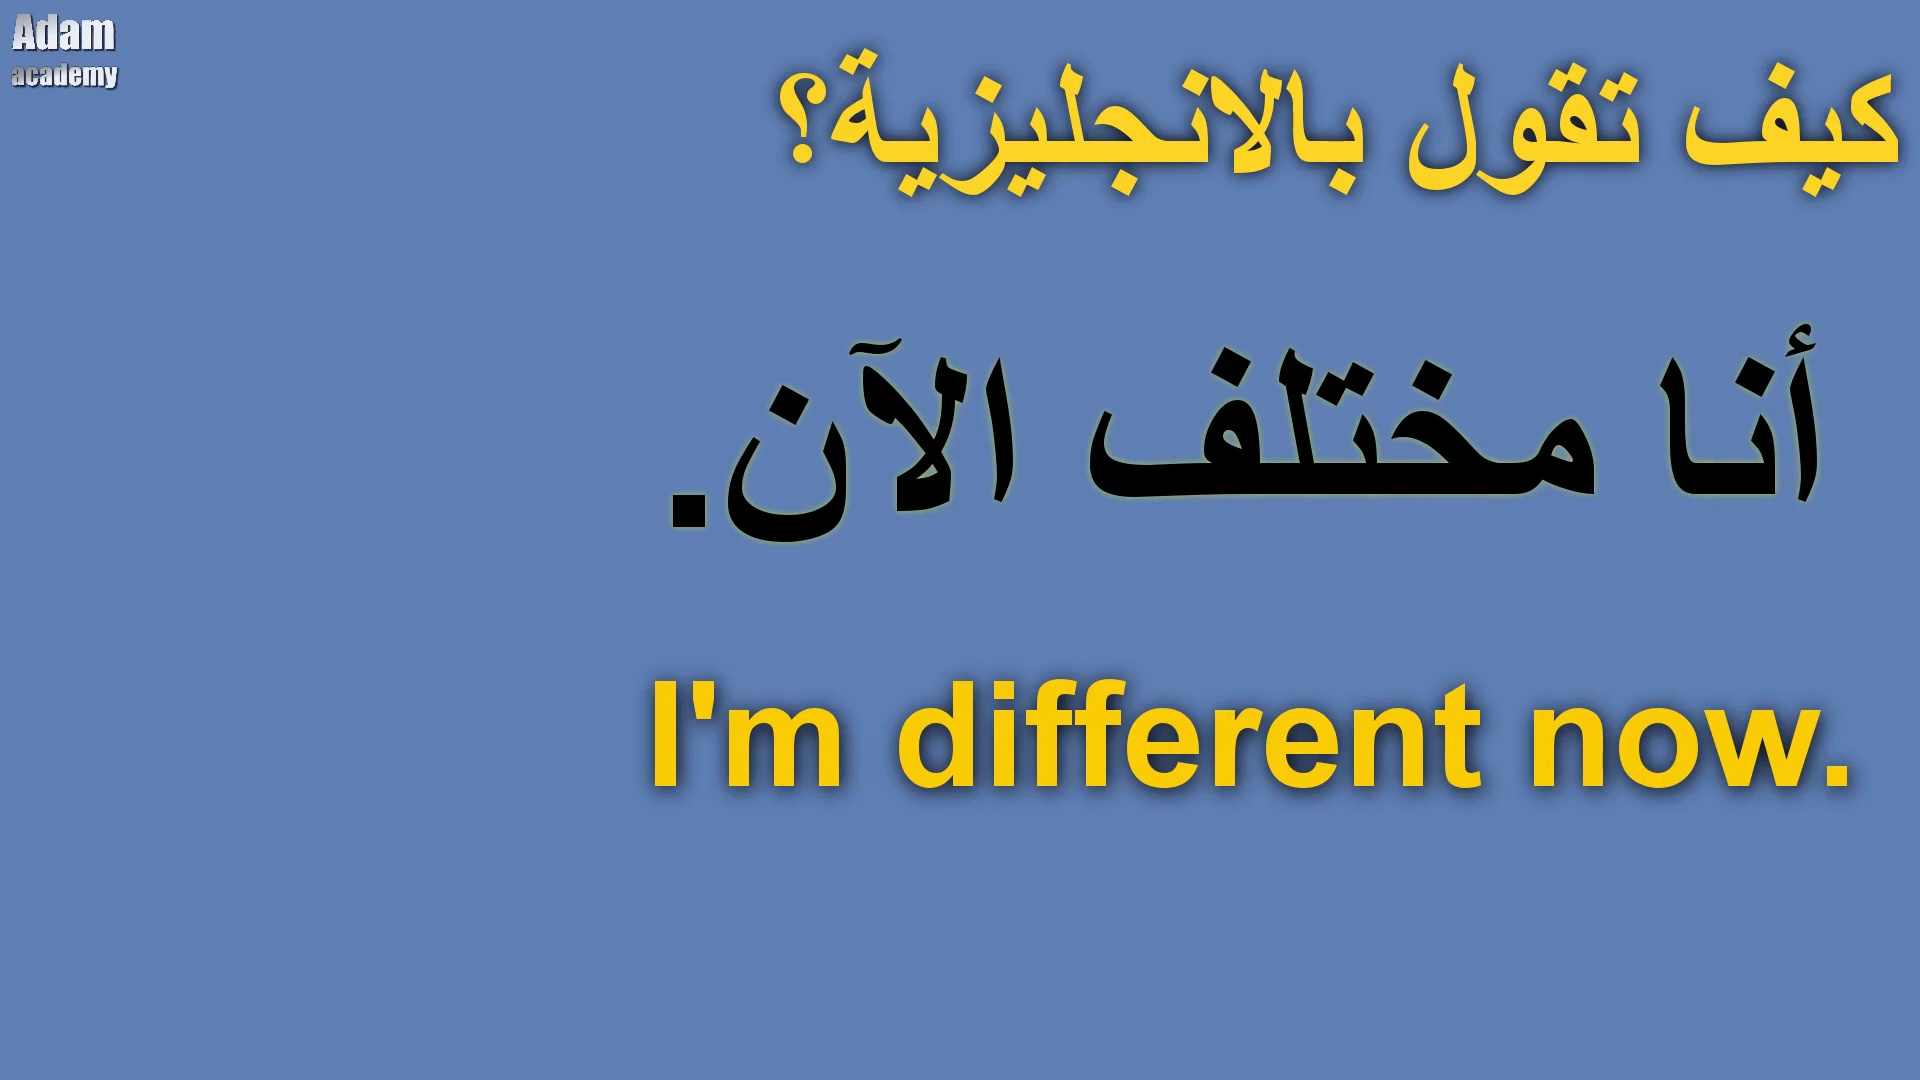 Adam
academy
كيف تقول بالانجليزية؟
أنا مختلف الآن.
I'm different now.